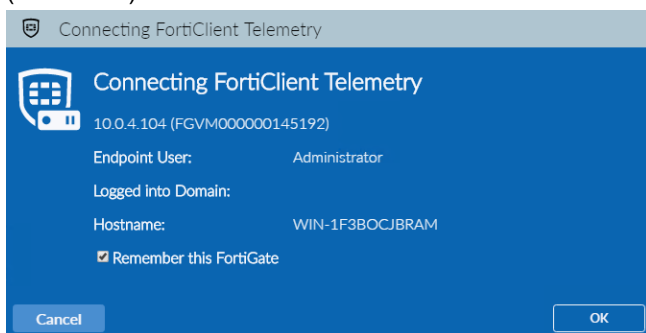 Connecting FortiClient Telemetry
Connecting FortiClient Telemetry
10.0.4.104 (FGVM000000145192)
Endpoint User: Administrator
Logged into Domain:
Hostname: WIN-1F3BOCJBRAM
Remember this FortiGate
Cancel OK